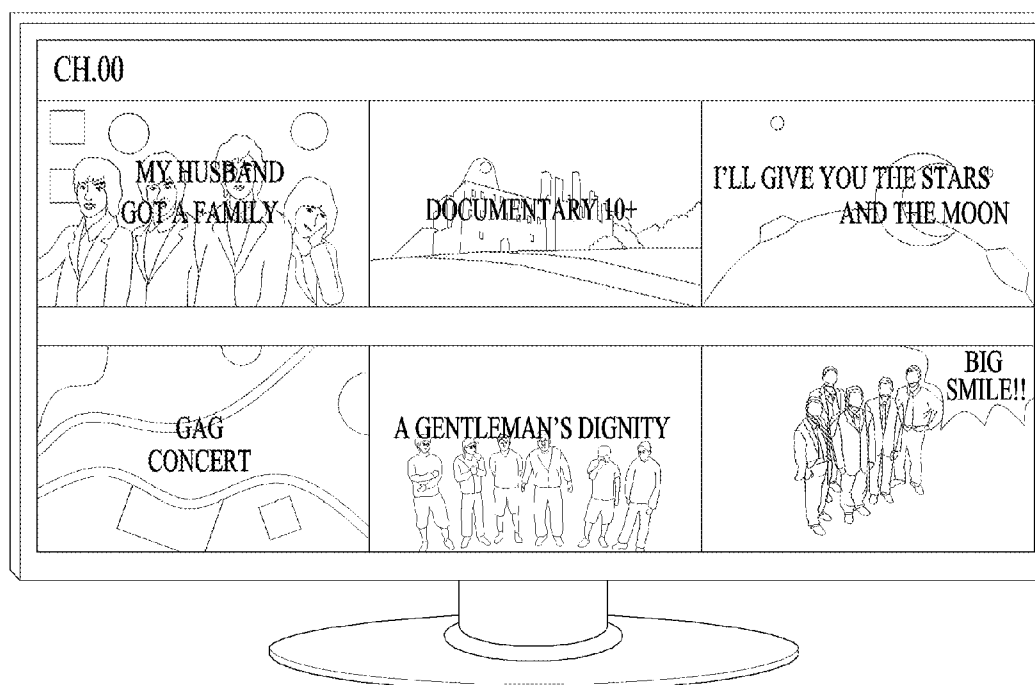 CH.00
MY HUSBAND
GOT A FAMILY
DOCUMENTARY 10+
I'LL GIVE YOU THE STARS
AND THE MOON
GAG
CONCERT
A GENTLEMAN'S DIGNITY
BIG
SMILE!!